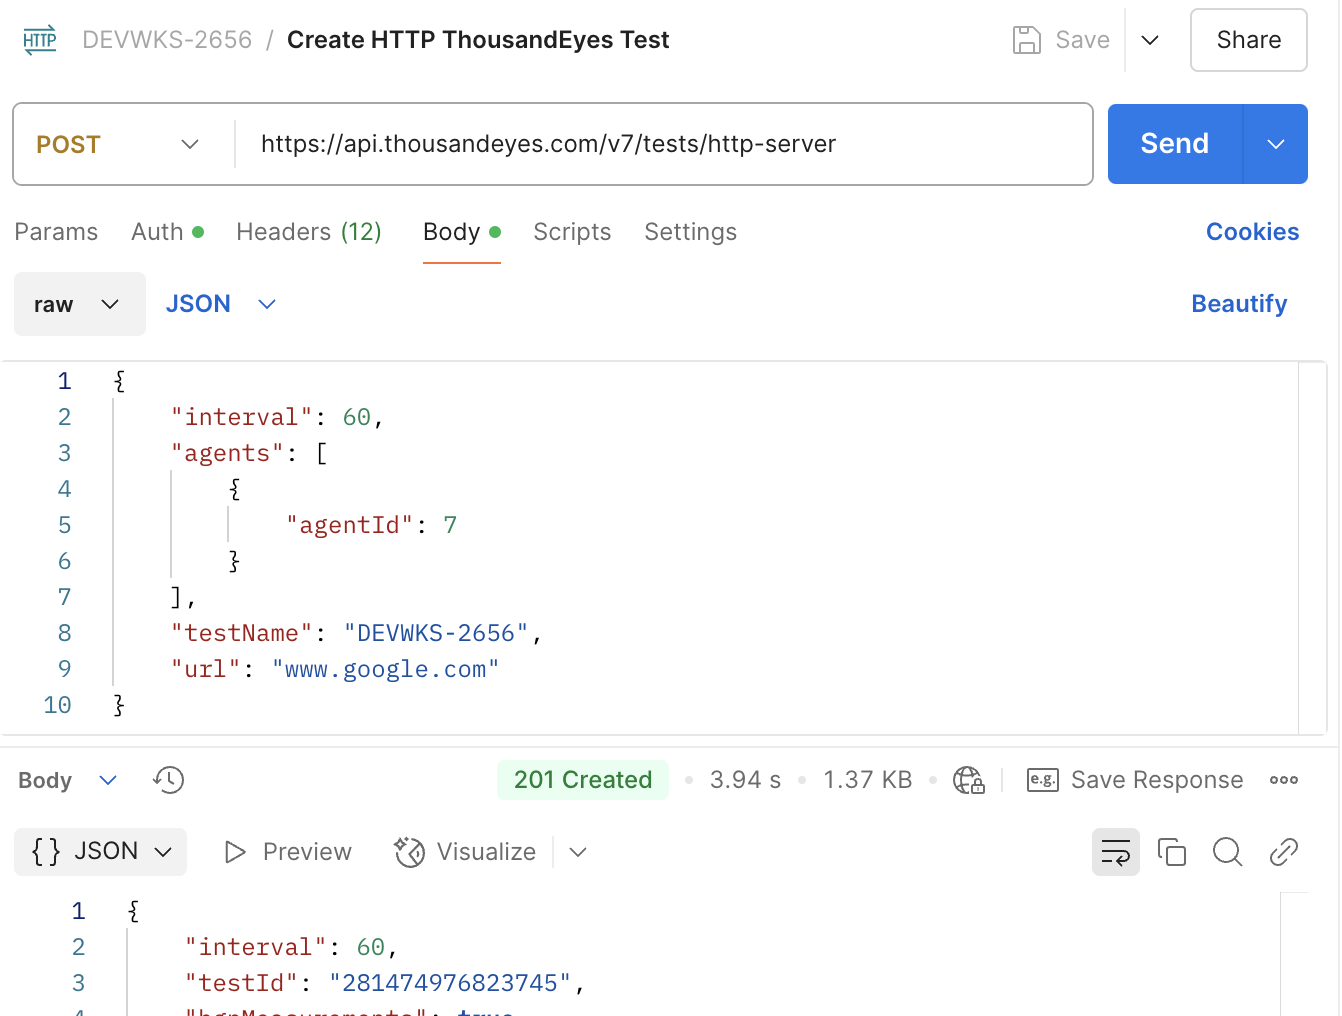 HTTP DEVWKS-2656 / Create HTTP ThousandEyes Test Save Share
POST https://api.thousandeyes.com/v7/tests/http-server Send
Params Auth Headers (12) Body Scripts Settings Cookies
raw JSON Beautify
1 {
2 "interval": 60,
3 "agents": [
4 {
5 "agentId": 7
6 }
7 ],
8 "testName": "DEVWKS-2656",
9 "url": "www.google.com"
10 }
Body 201 Created • 3.94 s • 1.37 KB • e.g. Save Response
{} JSON Preview Visualize
1 {
2 "interval": 60,
3 "testId": "281474976823745",
4 "bgpMeasurements": true